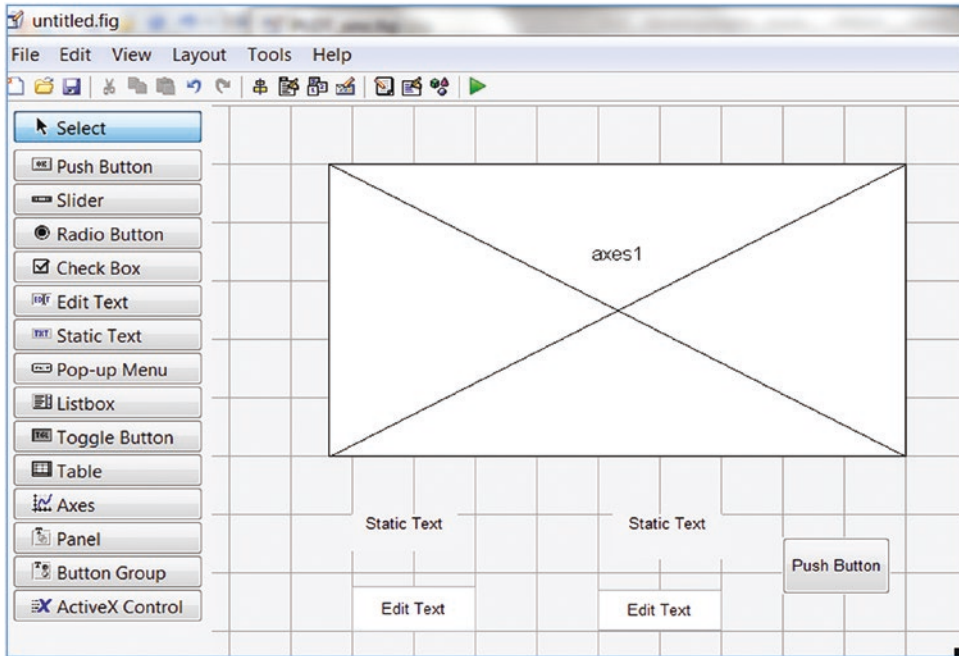 untitled.fig
File Edit View Layout Tools Help
Select
Push Button
Slider
Radio Button
Check Box
Edit Text
Static Text
Pop-up Menu
Listbox
Toggle Button
Table
Axes
Panel
Button Group
ActiveX Control
axes1
Static Text Static Text
Push Button
Edit Text Edit Text